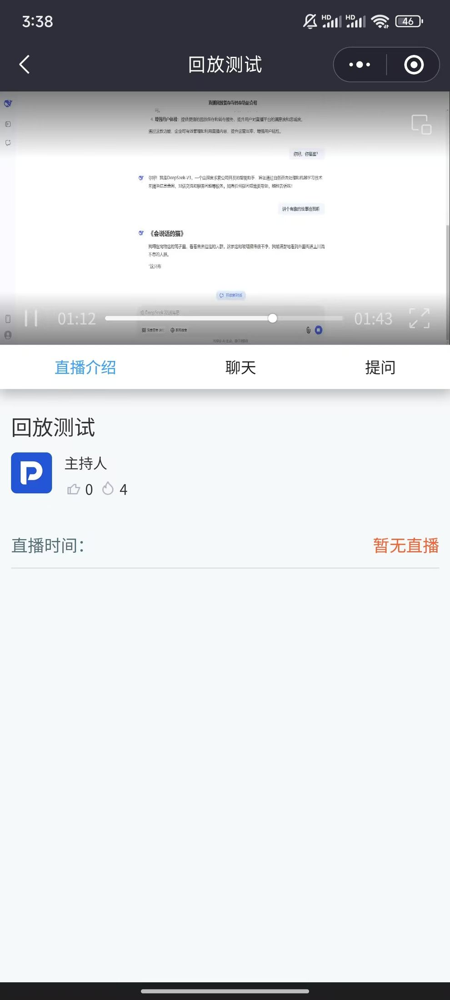 3:38
HD HD 46
回放测试
直播回放暂存与转存功能介绍
4. 增强用户体验：提供便捷的回放保存和转存服务，提升用户对直播平台的满意度和忠诚度。
通过这款功能，企业可有效管理和利用直播内容，提升运营效率，增强用户粘性。
你好，你是谁？
你好！我是DeepSeek-V3，一个由深度求索公司开发的智能助手，旨在通过自然语言处理和机器学习技术
来提供信息查询、对话交流和解答问题等服务。如有任何疑问或需要帮助，随时告诉我！
讲个有趣的故事给我听
《会说话的猫》
我蹲在宠物店的笼子里，看着来来往往的人群。这家店的玻璃擦得很干净，我能清楚地看到外面街道上川流
不息的人群。
"这只布
开启新对话
给 DeepSeek 发送消息
01:12 01:43
深度思考 (R1) 联网搜索
直播介绍 聊天 提问
回放测试
主持人
0 4
直播时间： 暂无直播